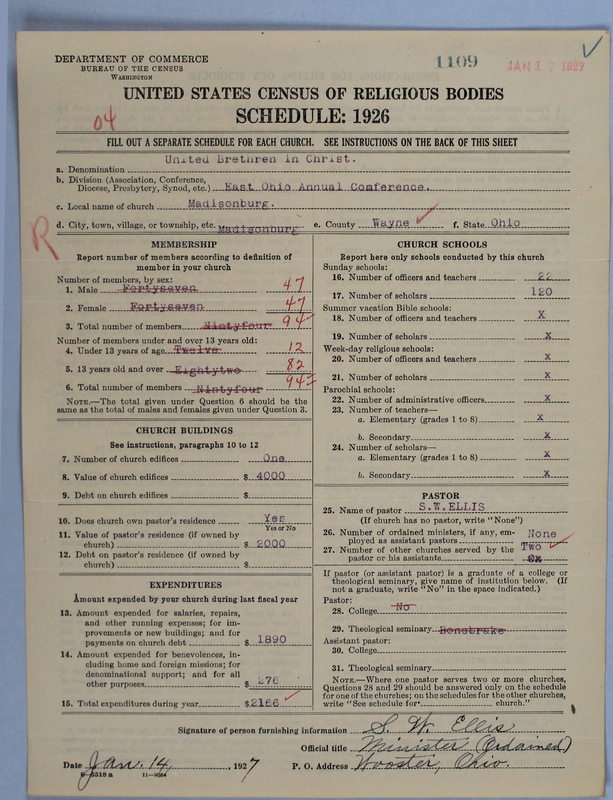 DEPARTMENT OF COMMERCE
BUREAU OF THE CENSUS
WASHINGTON
1109
JAN 1 7 1927
UNITED STATES CENSUS OF RELIGIOUS BODIES
SCHEDULE: 1926
04
FILL OUT A SEPARATE SCHEDULE FOR EACH CHURCH. SEE INSTRUCTIONS ON THE BACK OF THIS SHEET
a. Denomination United Brethren in Christ.
b. Division (Association, Conference,
Diocese, Presbytery, Synod, etc.) East Ohio Annual Comference.
c. Local name of church Madisonburg.
d. City, town, village, or township, etc. Madisonburg e. County Wayne f. State Ohio
R
MEMBERSHIP
Report number of members according to definition of
member in your church
Number of members, by sex:
1. Male Fortyseven 47
2. Female Fortyseven 47
3. Total number of members Nintyfour 94
Number of members under and over 13 years old:
4. Under 13 years of age Twelve 12
5. 13 years old and over Eightytwo 82
6. Total number of members Nintyfour 94
NOTE.—The total given under Question 6 should be
the same as the total of males and females given under Question 3.
CHURCH BUILDINGS
See instructions, paragraphs 10 to 12
7. Number of church edifices One
8. Value of church edifices $ 4000
9. Debt on church edifices $
10. Does church own pastor's residence Yes
Yes or No
11. Value of pastor's residence (if owned by
church) $ 2000
12. Debt on pastor's residence (if owned by
church) $
EXPENDITURES
Amount expended by your church during last fiscal year
13. Amount expended for salaries, repairs,
and other running expenses; for im-
provements or new buildings; and for
payments on church debt $ 1890
14. Amount expended for benevolences, in-
cluding home and foreign missions; for
denominational support; and for all
other purposes $ 276
15. Total expenditures during year $2166
CHURCH SCHOOLS
Report here only schools conducted by this church
Sunday schools:
16. Number of officers and teachers 22
17. Number of scholars 120
Summer vacation Bible schools:
18. Number of officers and teachers X
19. Number of scholars x
Week-day religious schools:
20. Number of officers and teachers x
21. Number of scholars x
Parochial schools:
22. Number of administrative officers x
23. Number of teachers—
a. Elementary (grades 1 to 8) x
b. Secondary x
24. Number of scholars—
a. Elementary (grades 1 to 8) x
b. Secondary x
PASTOR
25. Name of pastor S.W.ELLIS
(If church has no pastor, write "None")
26. Number of ordained ministers, if any, em-
ployed as assistant pastors None
27. Number of other churches served by the
pastor or his assistants Two
If pastor (or assistant pastor) is a graduate of a college or
theological seminary, give name of institution below. (If
not a graduate, write "No" in the space indicated.)
Pastor:
28. College No
29. Theological seminary Bonebrake
Assistant pastor:
30. College
31. Theological seminary
NOTE.—Where one pastor serves two or more churches,
Questions 28 and 29 should be answered only on the schedule
for one of the churches; on the schedules for the other churches,
write "See schedule for church."
Signature of person furnishing information S. W. Ellis
Official title Minister (Ordained)
Date Jan. 14, 1927 P. O. Address Wooster, Ohio.
8-5518a 11-9054